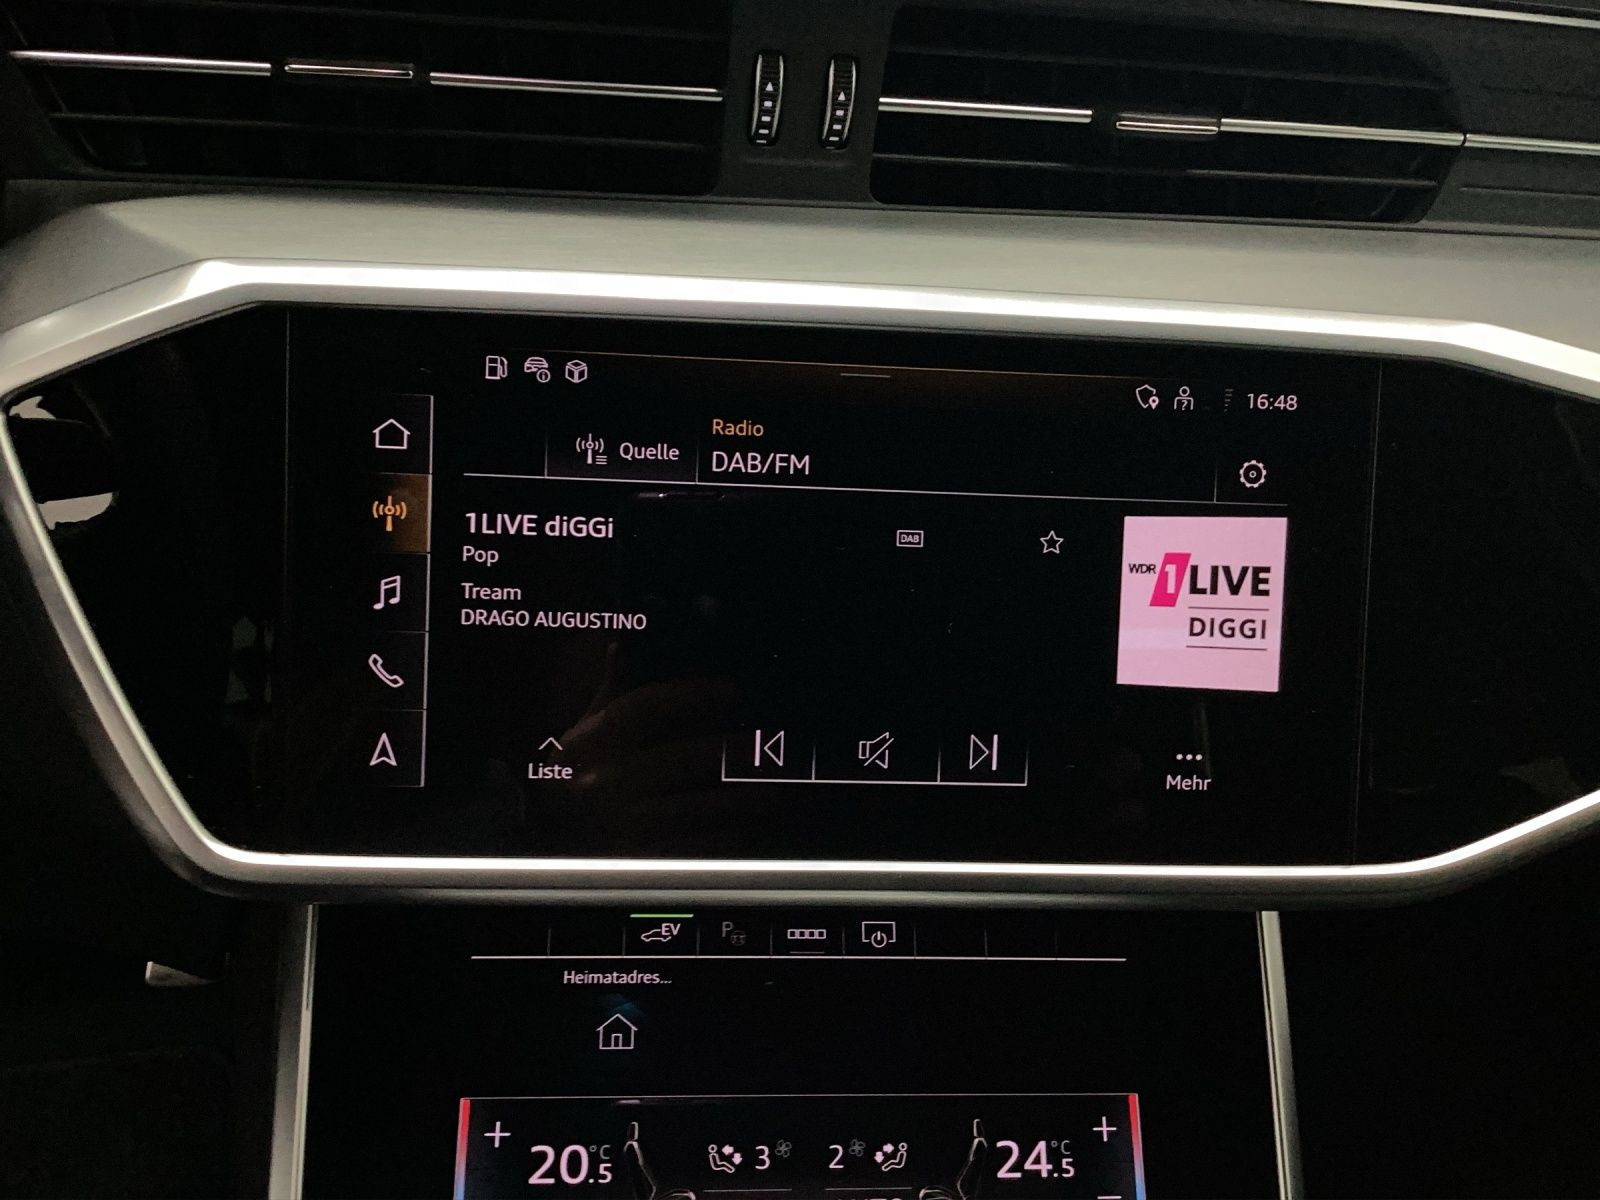 16:48
Radio
Quelle
DAB/FM
1LIVE diGGi
Pop
DAB
Tream
DRAGO AUGUSTINO
WDR 1LIVE
DIGGI
Liste
Mehr
EV
P
Heimatadres...
20.5 °C
3
2
24.5 °C